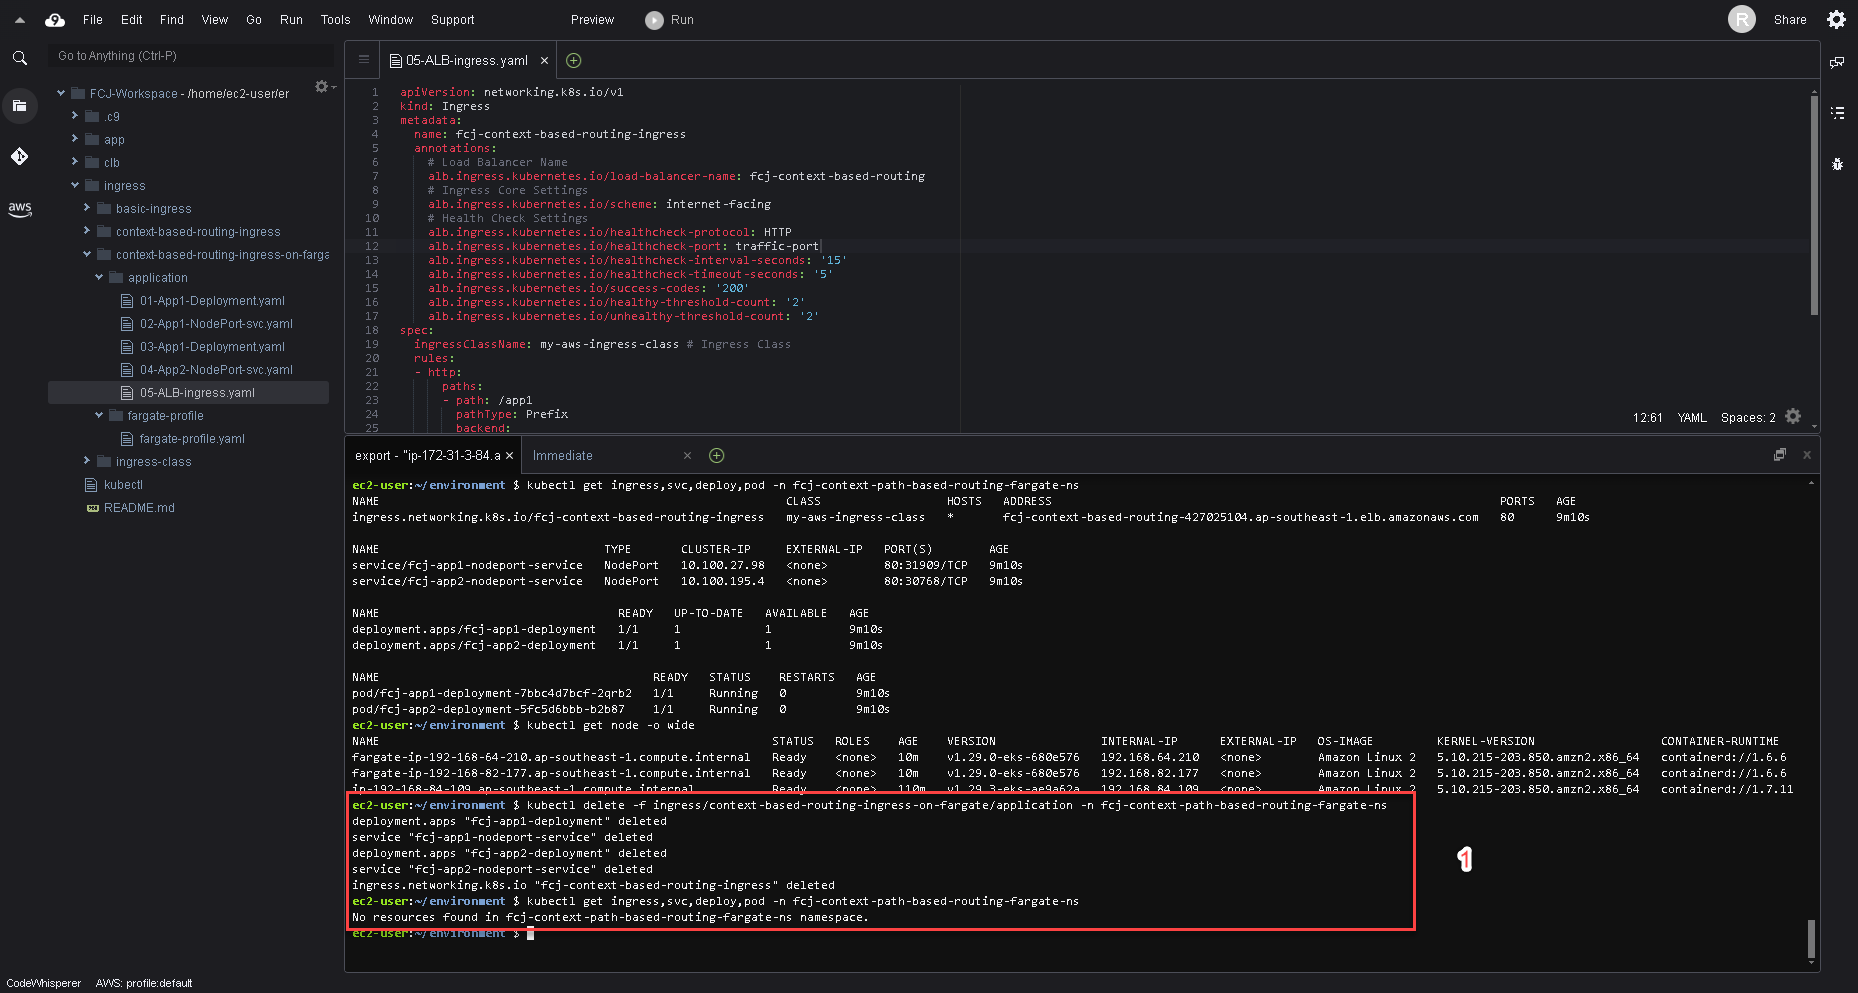 9 File Edit Find View Go Run Tools Window Support Preview Run R Share
Go to Anything (Ctrl-P)
FCJ-Workspace - /home/ec2-user/er
.c9
app
clb
ingress
basic-ingress
context-based-routing-ingress
context-based-routing-ingress-on-farga
application
01-App1-Deployment.yaml
02-App1-NodePort-svc.yaml
03-App1-Deployment.yaml
04-App2-NodePort-svc.yaml
05-ALB-ingress.yaml
fargate-profile
fargate-profile.yaml
ingress-class
kubectl
README.md
aws
05-ALB-ingress.yaml
1 apiVersion: networking.k8s.io/v1
2 kind: Ingress
3 metadata:
4 name: fcj-context-based-routing-ingress
5 annotations:
6 # Load Balancer Name
7 alb.ingress.kubernetes.io/load-balancer-name: fcj-context-based-routing
8 # Ingress Core Settings
9 alb.ingress.kubernetes.io/scheme: internet-facing
10 # Health Check Settings
11 alb.ingress.kubernetes.io/healthcheck-protocol: HTTP
12 alb.ingress.kubernetes.io/healthcheck-port: traffic-port
13 alb.ingress.kubernetes.io/healthcheck-interval-seconds: '15'
14 alb.ingress.kubernetes.io/healthcheck-timeout-seconds: '5'
15 alb.ingress.kubernetes.io/success-codes: '200'
16 alb.ingress.kubernetes.io/healthy-threshold-count: '2'
17 alb.ingress.kubernetes.io/unhealthy-threshold-count: '2'
18 spec:
19 ingressClassName: my-aws-ingress-class # Ingress Class
20 rules:
21 - http:
22 paths:
23 - path: /app1
24 pathType: Prefix
25 backend:
12:61 YAML Spaces: 2
export - "ip-172-31-3-84.a Immediate
ec2-user:~/environment $ kubectl get ingress,svc,deploy,pod -n fcj-context-path-based-routing-fargate-ns
NAME CLASS HOSTS ADDRESS PORTS AGE
ingress.networking.k8s.io/fcj-context-based-routing-ingress my-aws-ingress-class * fcj-context-based-routing-427025104.ap-southeast-1.elb.amazonaws.com 80 9m10s
NAME TYPE CLUSTER-IP EXTERNAL-IP PORT(S) AGE
service/fcj-app1-nodeport-service NodePort 10.100.27.98 <none> 80:31909/TCP 9m10s
service/fcj-app2-nodeport-service NodePort 10.100.195.4 <none> 80:30768/TCP 9m10s
NAME READY UP-TO-DATE AVAILABLE AGE
deployment.apps/fcj-app1-deployment 1/1 1 1 9m10s
deployment.apps/fcj-app2-deployment 1/1 1 1 9m10s
NAME READY STATUS RESTARTS AGE
pod/fcj-app1-deployment-7bbc4d7bcf-2qrb2 1/1 Running 0 9m10s
pod/fcj-app2-deployment-5fc5d6bbb-b2b87 1/1 Running 0 9m10s
ec2-user:~/environment $ kubectl get node -o wide
NAME STATUS ROLES AGE VERSION INTERNAL-IP EXTERNAL-IP OS-IMAGE KERNEL-VERSION CONTAINER-RUNTIME
fargate-ip-192-168-64-210.ap-southeast-1.compute.internal Ready <none> 10m v1.29.0-eks-680e576 192.168.64.210 <none> Amazon Linux 2 5.10.215-203.850.amzn2.x86_64 containerd://1.6.6
fargate-ip-192-168-82-177.ap-southeast-1.compute.internal Ready <none> 10m v1.29.0-eks-680e576 192.168.82.177 <none> Amazon Linux 2 5.10.215-203.850.amzn2.x86_64 containerd://1.6.6
ip-192-168-84-109.ap-southeast-1.compute.internal Ready <none> 110m v1.29.3-eks-ae9a62a 192.168.84.109 <none> Amazon Linux 2 5.10.215-203.850.amzn2.x86_64 containerd://1.7.11
ec2-user:~/environment $ kubectl delete -f ingress/context-based-routing-ingress-on-fargate/application -n fcj-context-path-based-routing-fargate-ns
deployment.apps "fcj-app1-deployment" deleted
service "fcj-app1-nodeport-service" deleted
deployment.apps "fcj-app2-deployment" deleted
service "fcj-app2-nodeport-service" deleted
ingress.networking.k8s.io "fcj-context-based-routing-ingress" deleted
ec2-user:~/environment $ kubectl get ingress,svc,deploy,pod -n fcj-context-path-based-routing-fargate-ns
No resources found in fcj-context-path-based-routing-fargate-ns namespace.
ec2-user:~/environment $
1
CodeWhisperer AWS: profile:default